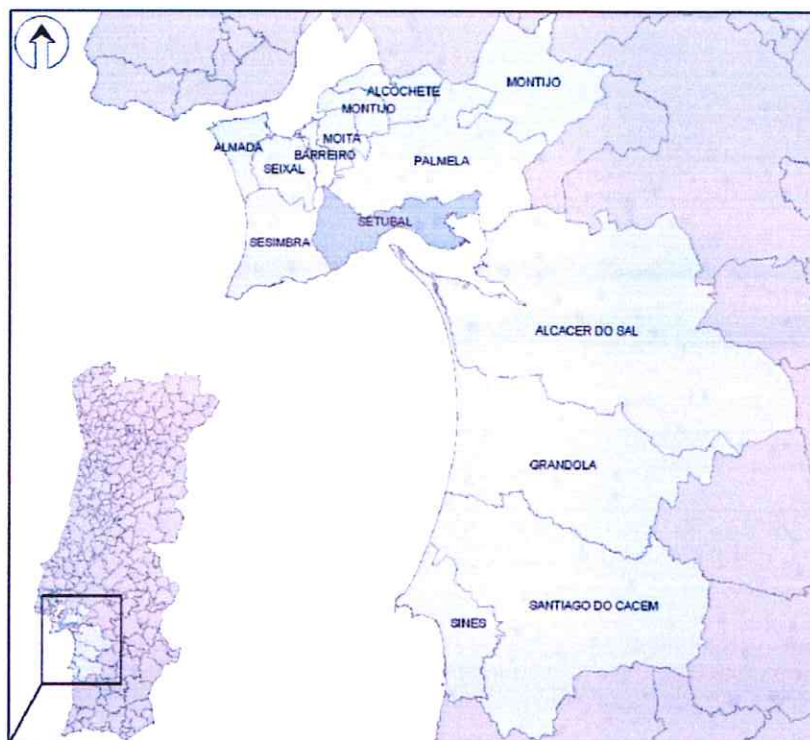 MONTIJO
ALCOCHETE
MONTIJO
MOITA
ALMADA
BARREIRO
SEIXAL
PALMELA
SETUBAL
SESIMBRA
ALCACER DO SAL
GRANDOLA
SANTIAGO DO CACEM
SINES